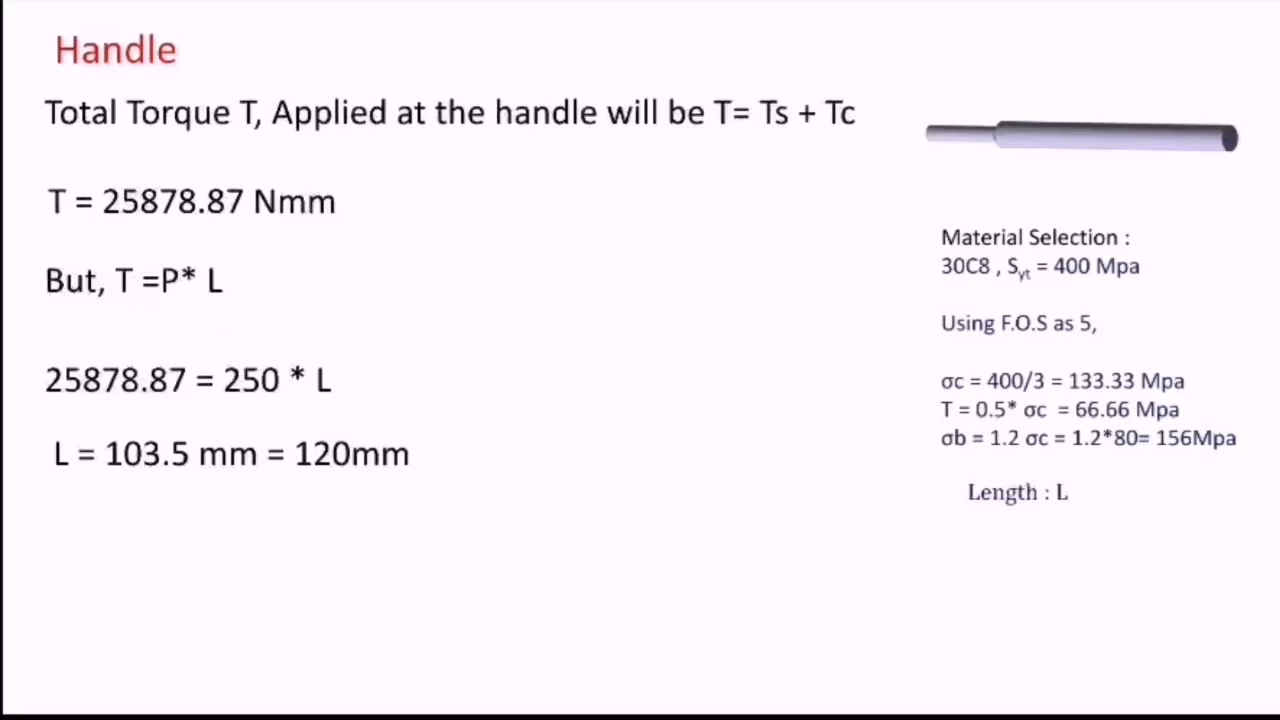 Handle
Total Torque T, Applied at the handle will be T= Ts + Tc
T = 25878.87 Nmm
But, T =P* L
25878.87 = 250 * L
L = 103.5 mm = 120mm
Material Selection :
30C8 , Syt = 400 Mpa
Using F.O.S as 5,
σc = 400/3 = 133.33 Mpa
T = 0.5* σc = 66.66 Mpa
σb = 1.2 σc = 1.2*80= 156Mpa
Length : L